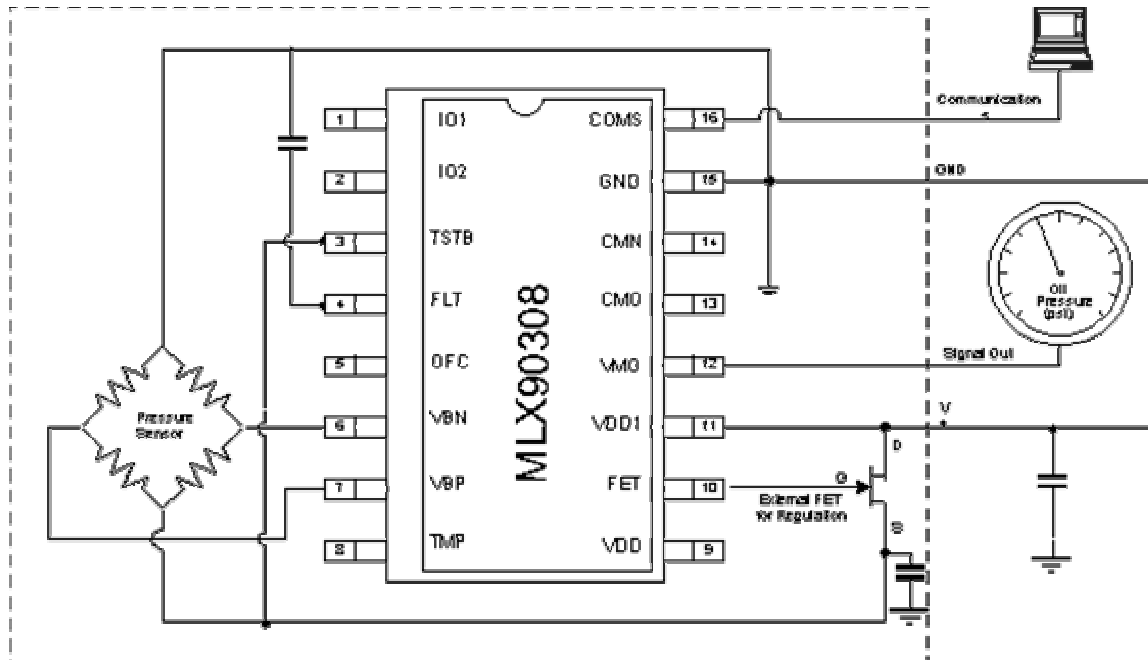 Communication
1 IO1 COMS 16
GND
2 IO2 GND 15
3 TSTB CMN 14
4 FLT CMO 13
Oil
Pressure
(psi)
Signal Out
5 OFC VMO 12
MLX90308
Pressure
Sensor
6 VBN VDD1 11
V
D
7 VBP FET 10
G
External FET
for Regulation
S
8 TMP VDD 9